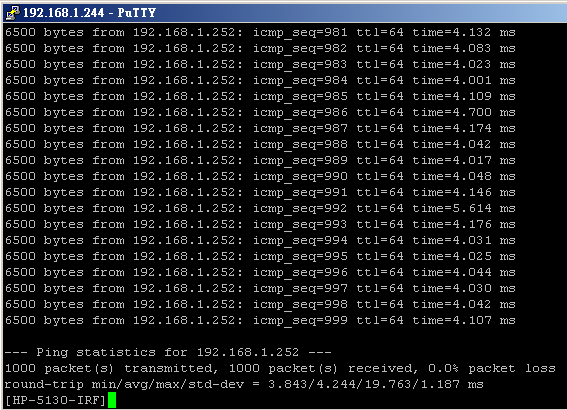 192.168.1.244 - PuTTY
6500 bytes from 192.168.1.252: icmp_seq=981 ttl=64 time=4.132 ms
6500 bytes from 192.168.1.252: icmp_seq=982 ttl=64 time=4.083 ms
6500 bytes from 192.168.1.252: icmp_seq=983 ttl=64 time=4.023 ms
6500 bytes from 192.168.1.252: icmp_seq=984 ttl=64 time=4.001 ms
6500 bytes from 192.168.1.252: icmp_seq=985 ttl=64 time=4.109 ms
6500 bytes from 192.168.1.252: icmp_seq=986 ttl=64 time=4.700 ms
6500 bytes from 192.168.1.252: icmp_seq=987 ttl=64 time=4.174 ms
6500 bytes from 192.168.1.252: icmp_seq=988 ttl=64 time=4.042 ms
6500 bytes from 192.168.1.252: icmp_seq=989 ttl=64 time=4.017 ms
6500 bytes from 192.168.1.252: icmp_seq=990 ttl=64 time=4.048 ms
6500 bytes from 192.168.1.252: icmp_seq=991 ttl=64 time=4.146 ms
6500 bytes from 192.168.1.252: icmp_seq=992 ttl=64 time=5.614 ms
6500 bytes from 192.168.1.252: icmp_seq=993 ttl=64 time=4.176 ms
6500 bytes from 192.168.1.252: icmp_seq=994 ttl=64 time=4.031 ms
6500 bytes from 192.168.1.252: icmp_seq=995 ttl=64 time=4.025 ms
6500 bytes from 192.168.1.252: icmp_seq=996 ttl=64 time=4.044 ms
6500 bytes from 192.168.1.252: icmp_seq=997 ttl=64 time=4.030 ms
6500 bytes from 192.168.1.252: icmp_seq=998 ttl=64 time=4.042 ms
6500 bytes from 192.168.1.252: icmp_seq=999 ttl=64 time=4.107 ms
--- Ping statistics for 192.168.1.252 ---
1000 packet(s) transmitted, 1000 packet(s) received, 0.0% packet loss
round-trip min/avg/max/std-dev = 3.843/4.244/19.763/1.187 ms
[HP-5130-IRF]